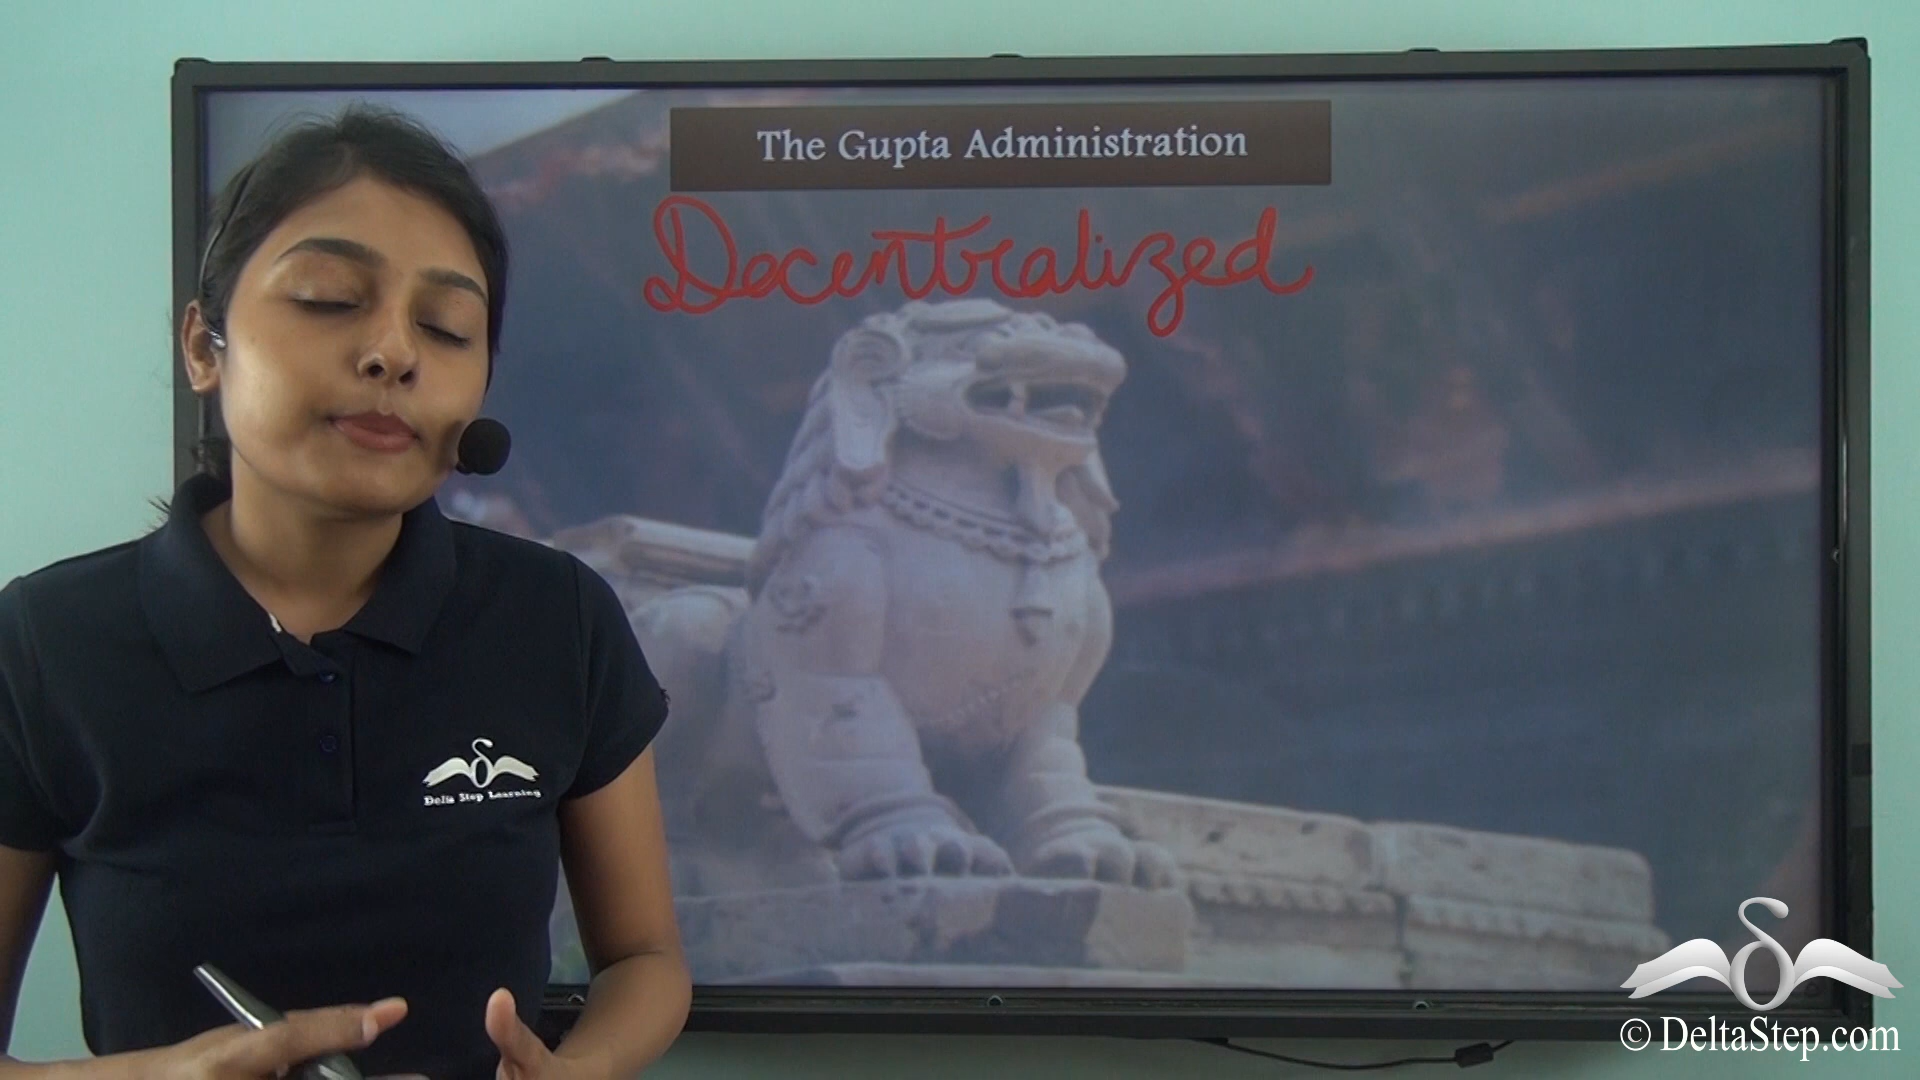 The Gupta Administration
Decentralized
Delta Step Learning
© DeltaStep.com